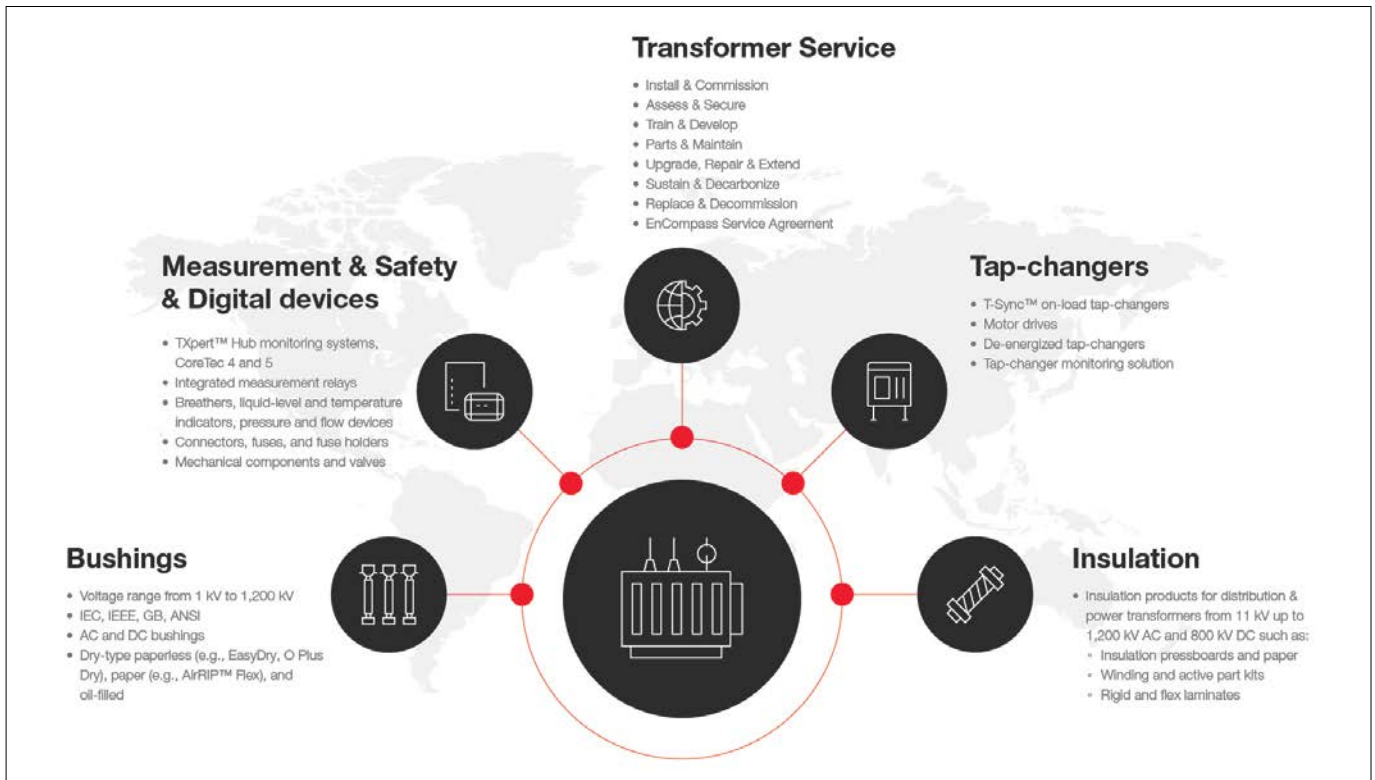 Transformer Service
• Install & Commission
• Assess & Secure
• Train & Develop
• Parts & Maintain
• Upgrade, Repair & Extend
• Sustain & Decarbonize
• Replace & Decommission
• EnCompass Service Agreement
Measurement & Safety
& Digital devices
• TXpert™ Hub monitoring systems,
CoreTec 4 and 5
• Integrated measurement relays
• Breathers, liquid-level and temperature
indicators, pressure and flow devices
• Connectors, fuses, and fuse holders
• Mechanical components and valves
Tap-changers
• T-Sync™ on-load tap-changers
• Motor drives
• De-energized tap-changers
• Tap-changer monitoring solution
Bushings
• Voltage range from 1 kV to 1,200 kV
• IEC, IEEE, GB, ANSI
• AC and DC bushings
• Dry-type paperless (e.g., EasyDry, O Plus
Dry), paper (e.g., AirRIP™ Flex), and
oil-filled
Insulation
• Insulation products for distribution &
power transformers from 11 kV up to
1,200 kV AC and 800 kV DC such as:
• Insulation pressboards and paper
• Winding and active part kits
• Rigid and flex laminates